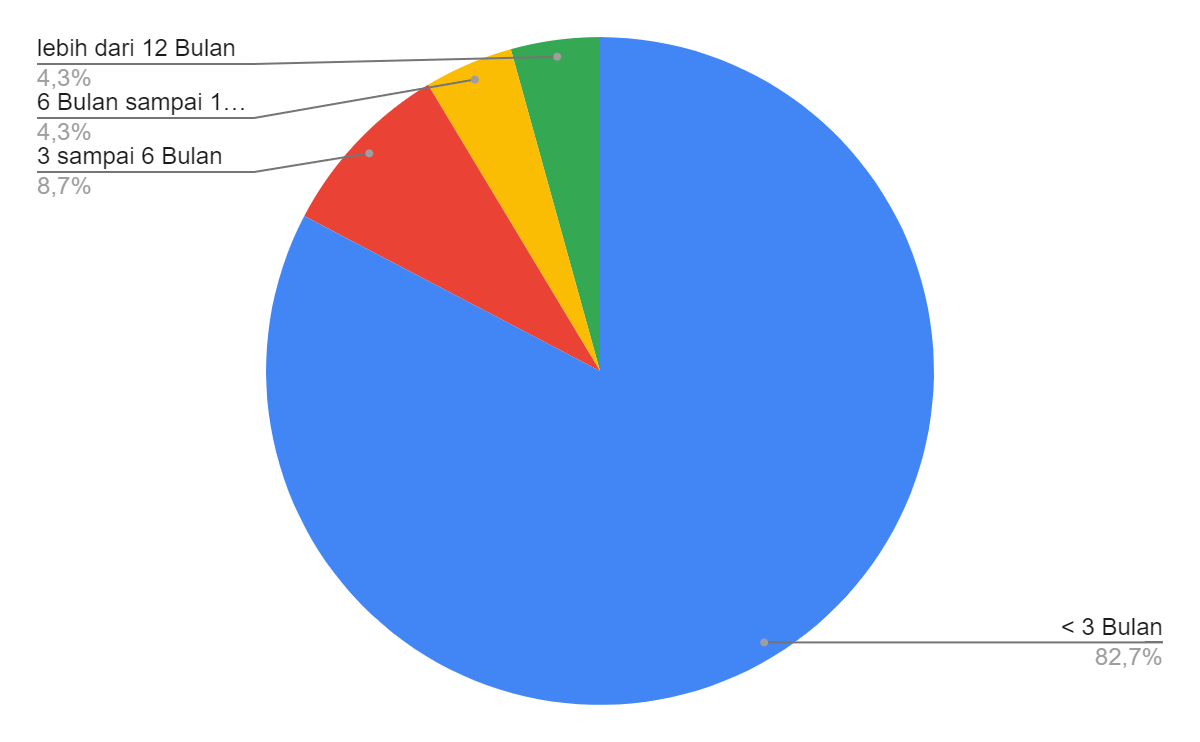 lebih dari 12 Bulan
4,3%
6 Bulan sampai 1…
4,3%
3 sampai 6 Bulan
8,7%
< 3 Bulan
82,7%